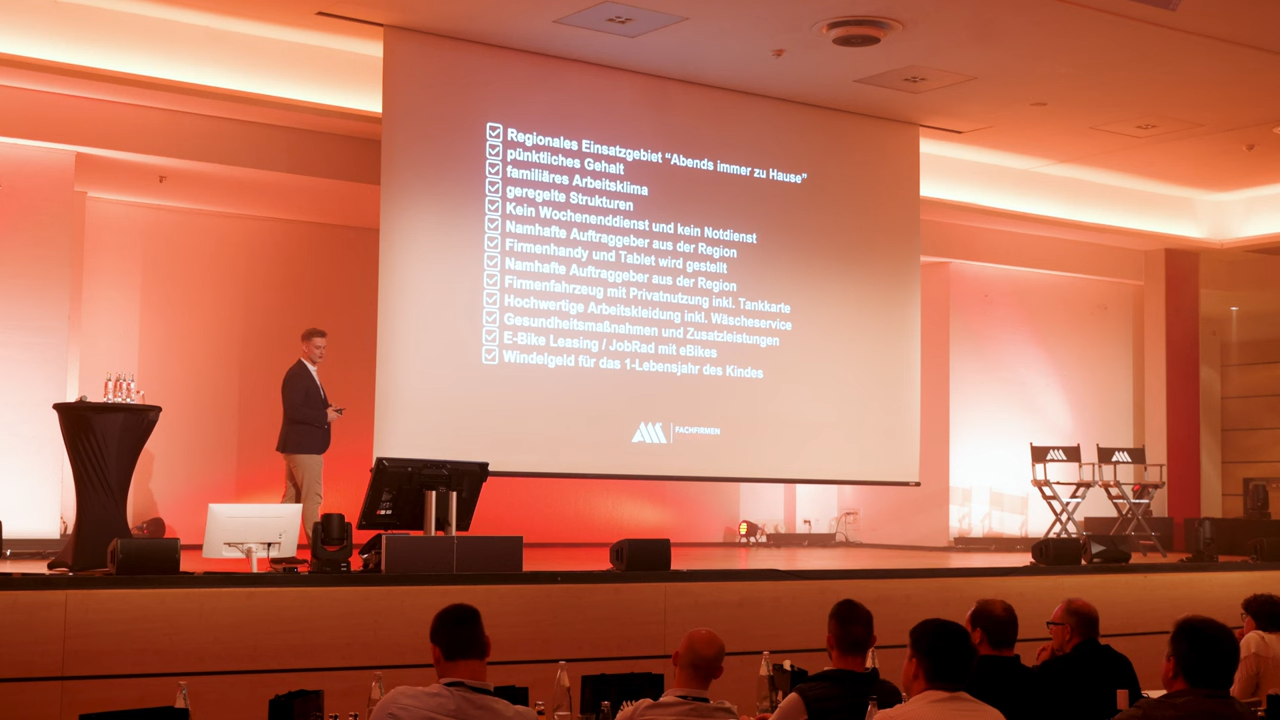 Regionales Einsatzgebiet “Abends immer zu Hause”
pünktliches Gehalt
familiäres Arbeitsklima
geregelte Strukturen
Kein Wochenenddienst und kein Notdienst
Namhafte Auftraggeber aus der Region
Firmenhandy und Tablet wird gestellt
Namhafte Auftraggeber aus der Region
Firmenfahrzeug mit Privatnutzung inkl. Tankkarte
Hochwertige Arbeitskleidung inkl. Wäscheservice
Gesundheitsmaßnahmen und Zusatzleistungen
E-Bike Leasing / JobRad mit eBikes
Windelgeld für das 1-Lebensjahr des Kindes
FACHFIRMEN